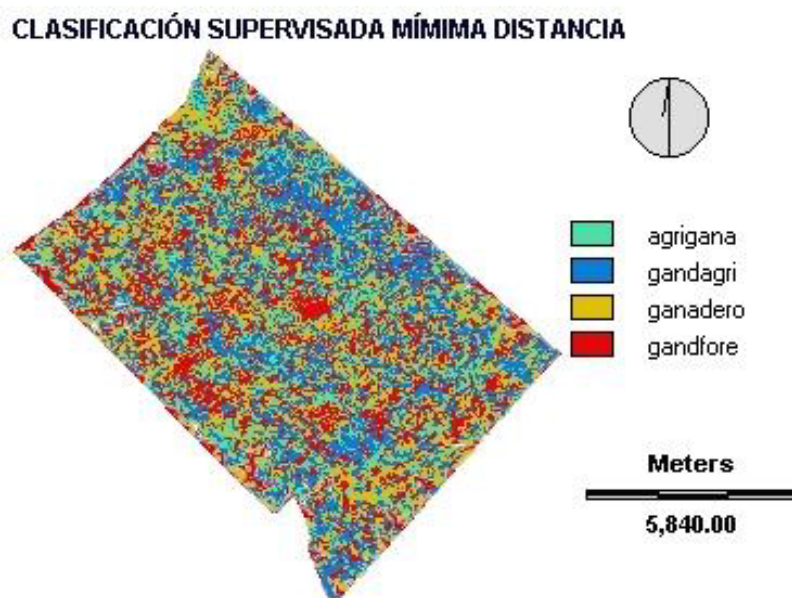 CLASIFICACIÓN SUPERVISADA MÍMIMA DISTANCIA
agrigana
gandagri
ganadero
gandfore
Meters
5,840.00